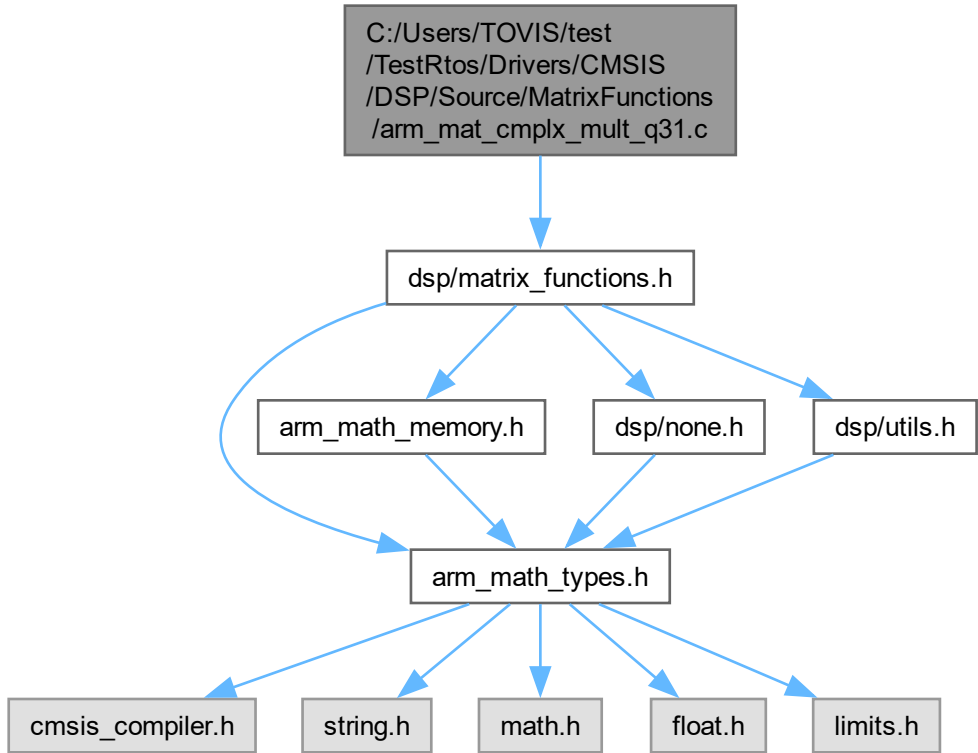 C:/Users/TOVIS/test
/TestRtos/Drivers/CMSIS
/DSP/Source/MatrixFunctions
/arm_mat_cmplx_mult_q31.c
dsp/matrix_functions.h
arm_math_memory.h
dsp/none.h
dsp/utils.h
arm_math_types.h
cmsis_compiler.h
string.h
math.h
float.h
limits.h